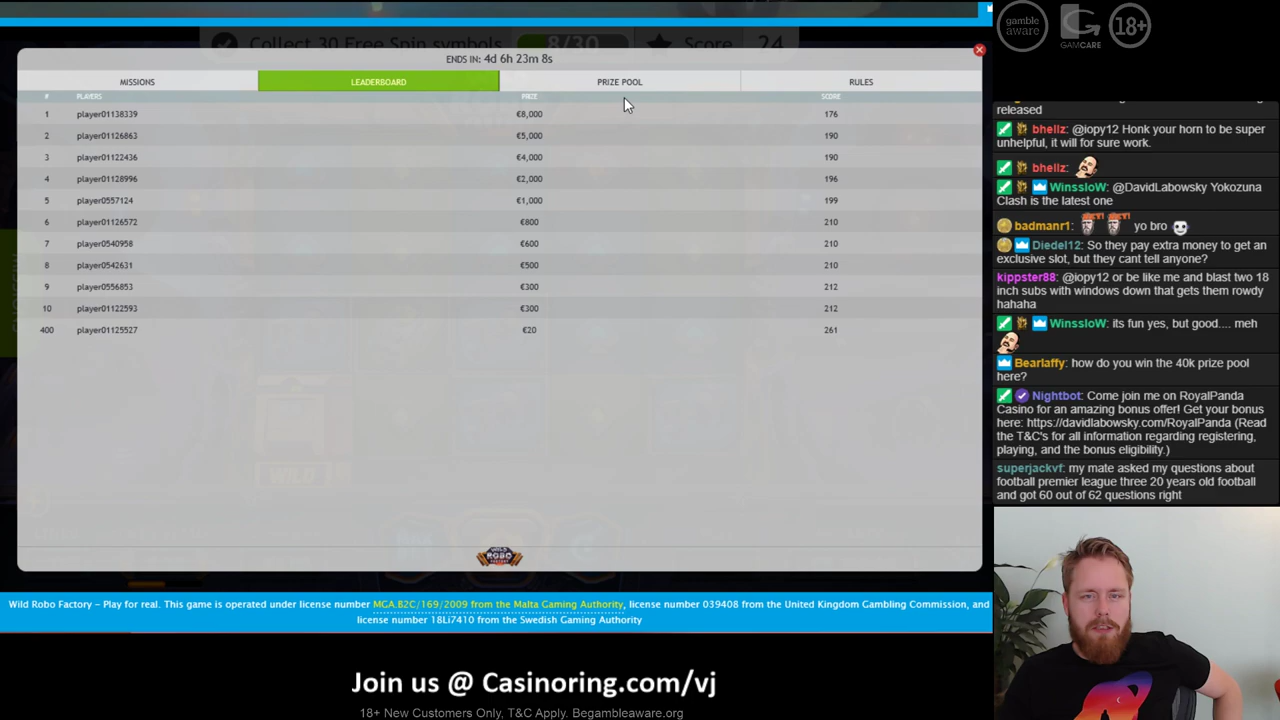 Collect 30 Free Spin symbols 8/30 Score 24
ENDS IN: 4d 6h 23m 8s
MISSIONS LEADERBOARD PRIZE POOL RULES
# PLAYERS PRIZE SCORE
1 player01138339 €8,000 176
2 player01126863 €5,000 190
3 player01122436 €4,000 190
4 player01128996 €2,000 196
5 player0557124 €1,000 199
6 player01126572 €800 210
7 player0540958 €600 210
8 player0542631 €500 210
9 player0556853 €300 212
10 player01122593 €300 212
400 player01125527 €20 261
WILD
ROBO
FACTORY
Wild Robo Factory – Play for real. This game is operated under license number MGA.B2C/169/2009 from the Malta Gaming Authority, license number 039408 from the United Kingdom Gambling Commission, and
license number 18Li7410 from the Swedish Gaming Authority
Join us @ Casinoring.com/vj
18+ New Customers Only, T&C Apply. Begambleaware.org
gamble
aware
GAMCARE
18+
released
bhellz: @iopy12 Honk your horn to be super
unhelpful, it will for sure work.
bhellz:
WinssloW: @DavidLabowsky Yokozuna
Clash is the latest one
badmanr1: yo bro
Diedel12: So they pay extra money to get an
exclusive slot, but they cant tell anyone?
kippster88: @iopy12 or be like me and blast two 18
inch subs with windows down that gets them rowdy
hahaha
WinssloW: its fun yes, but good.... meh
Bearlaffy: how do you win the 40k prize pool
here?
Nightbot: Come join me on RoyalPanda
Casino for an amazing bonus offer! Get your bonus
here: https://davidlabowsky.com/RoyalPanda (Read
the T&C's for all information regarding registering,
playing, and the bonus eligibility.)
superjackvf: my mate asked my questions about
football premier league three 20 years old football
and got 60 out of 62 questions right